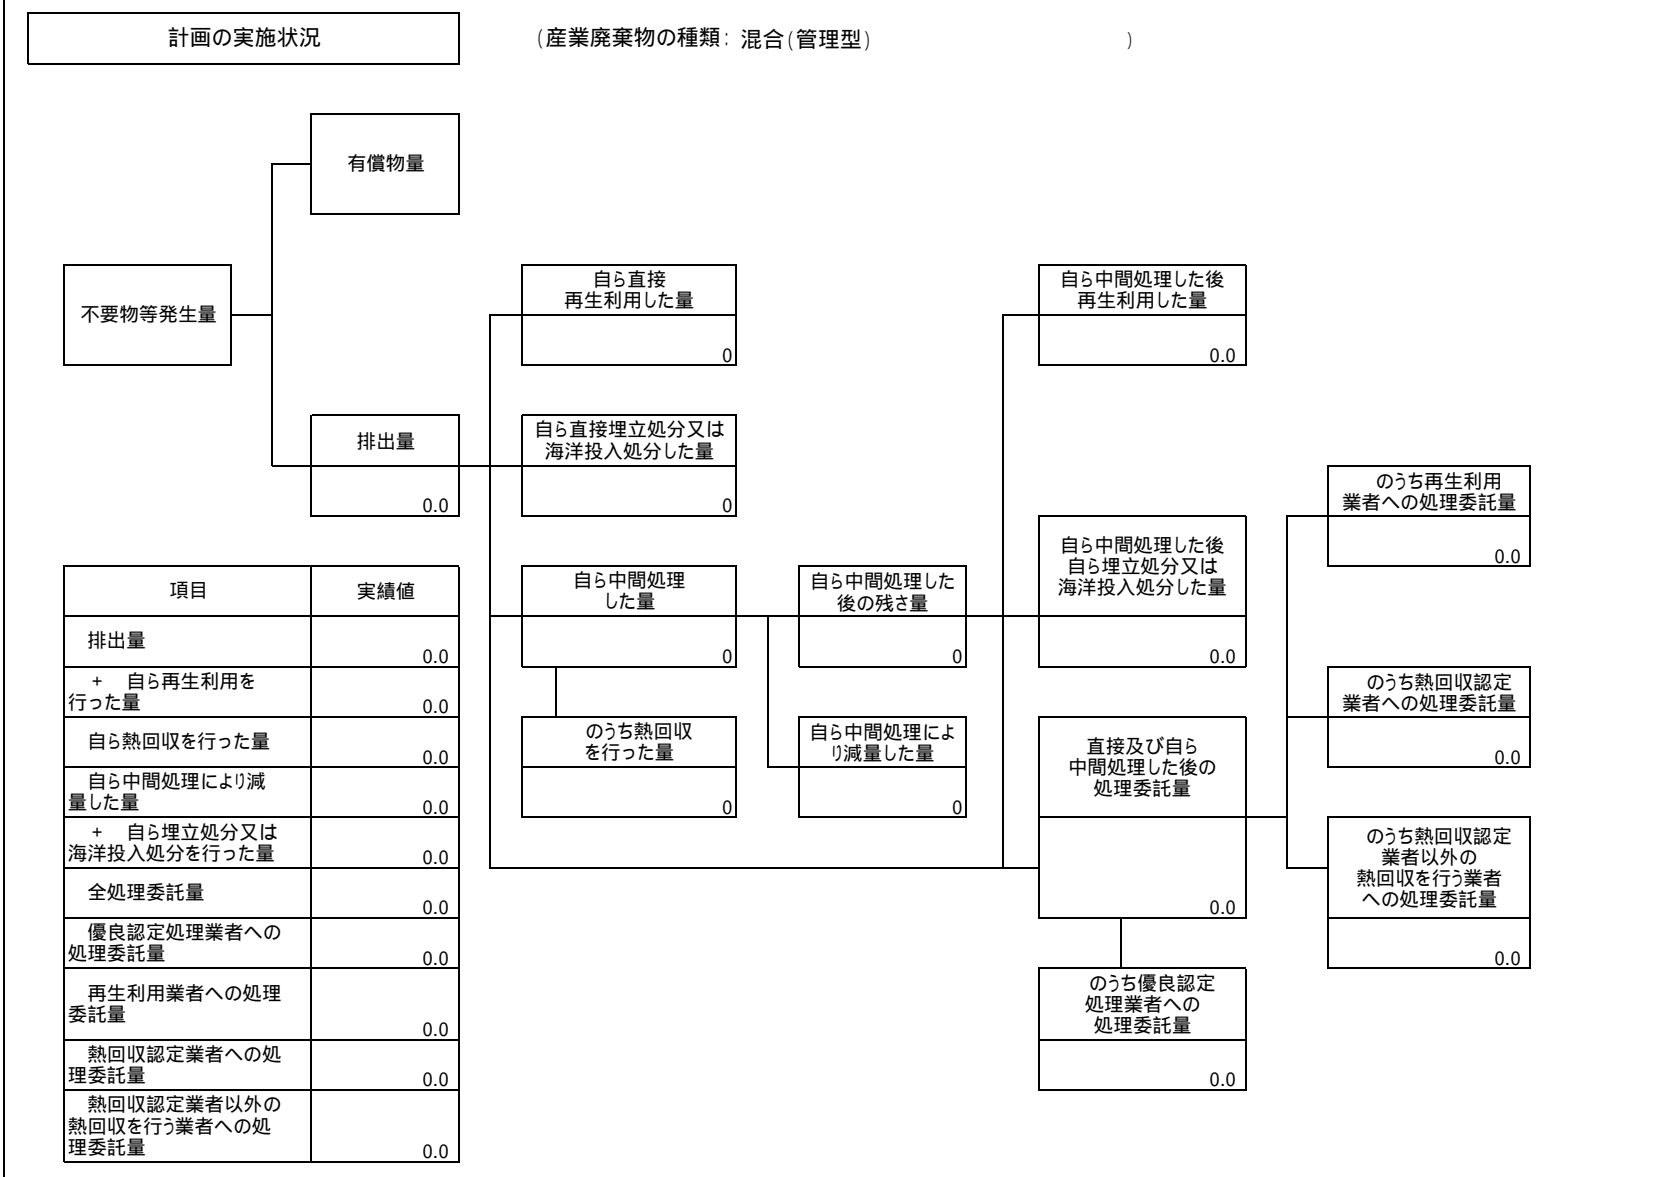 計画の実施状況
(産業廃棄物の種類: 混合(管理型) )
有償物量
不要物等発生量
自ら直接
再生利用した量
0
自ら中間処理した後
再生利用した量
0.0
排出量
0.0
自ら直接埋立処分又は
海洋投入処分した量
0
のうち再生利用
業者への処理委託量
0.0
自ら中間処理した後
自ら埋立処分又は
海洋投入処分した量
0.0
自ら中間処理
した量
0
自ら中間処理した
後の残さ量
0
のうち熱回収認定
業者への処理委託量
0.0
のうち熱回収
を行った量
0
自ら中間処理によ
り減量した量
0
直接及び自ら
中間処理した後の
処理委託量
0.0
のうち熱回収認定
業者以外の
熱回収を行う業者
への処理委託量
0.0
のうち優良認定
処理業者への
処理委託量
0.0
項目 実績値
排出量
0.0
+ 自ら再生利用を
行った量
0.0
自ら熱回収を行った量
0.0
自ら中間処理により減
量した量
0.0
+ 自ら埋立処分又は
海洋投入処分を行った量
0.0
全処理委託量
0.0
優良認定処理業者への
処理委託量
0.0
再生利用業者への処理
委託量
0.0
熱回収認定業者への処
理委託量
0.0
熱回収認定業者以外の
熱回収を行う業者への処
理委託量
0.0